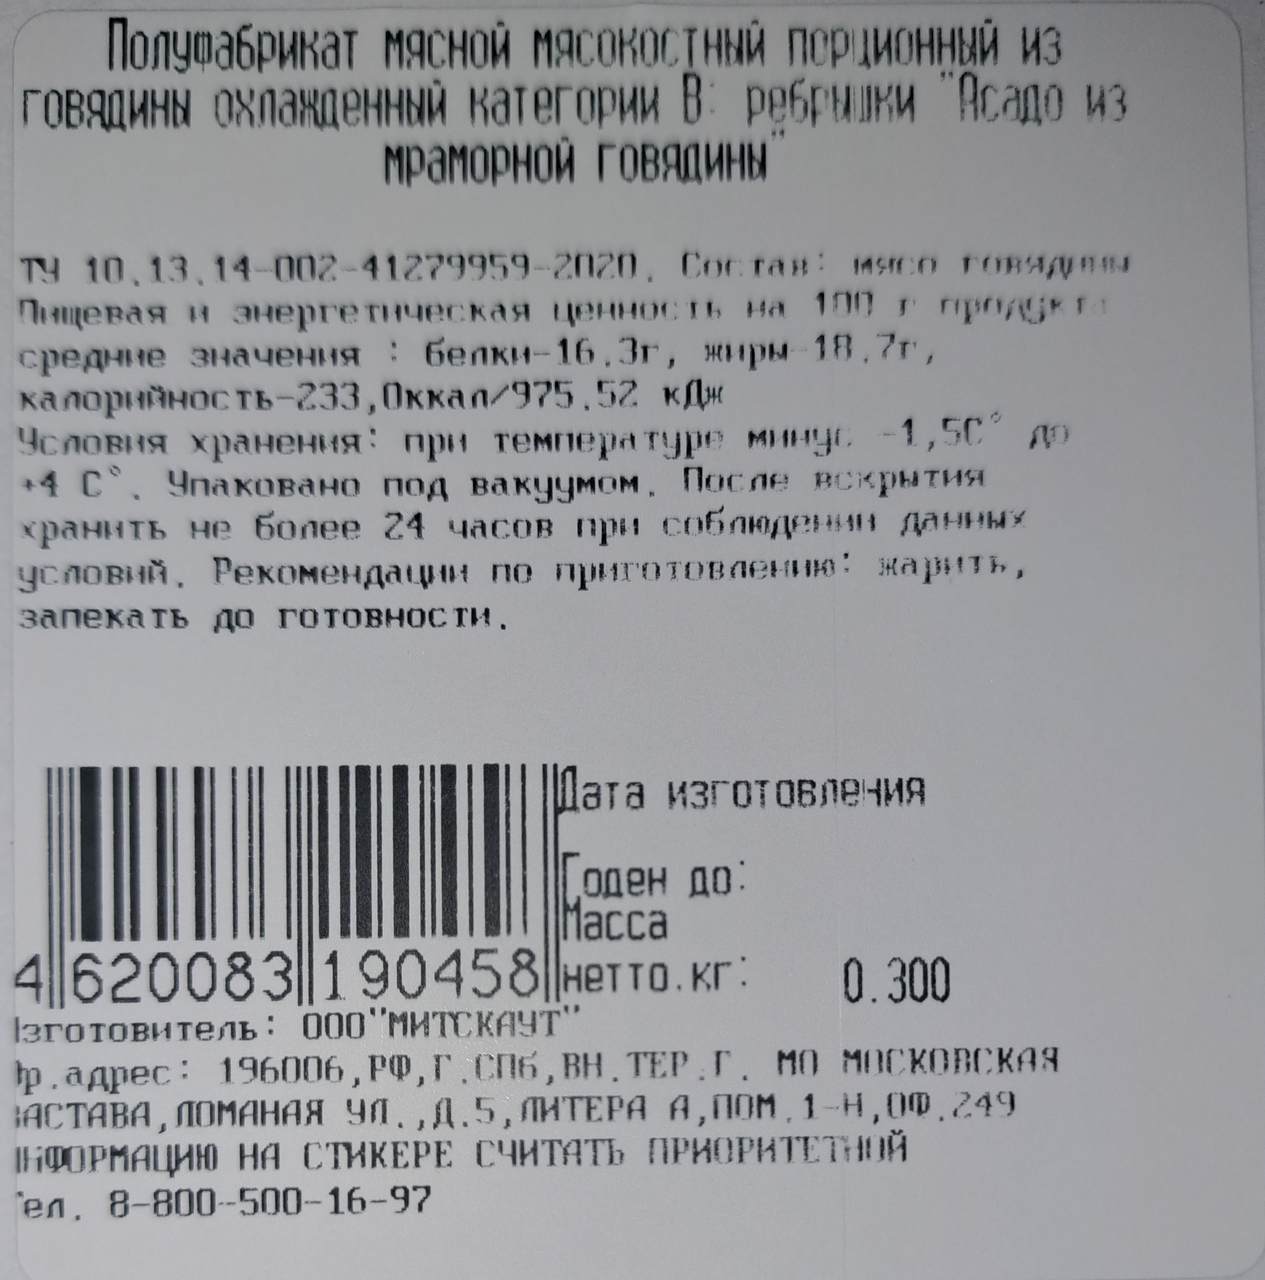 Полуфабрикат мясной мясокостный порционный из
говядины охлажденный категории В: ребрышки "Асадо из
мраморной говядины"
ТУ 10.13.14-002-41279959-2020. Состав: мясо говядины
Пищевая и энергетическая ценность на 100 г продукта
средние значения : белки-16.3г, жиры-18.7г,
калорийность-233,0ккал/975.52 кДж
Условия хранения: при температуре минус -1,5С° до
+4 С°. Упаковано под вакуумом. После вскрытия
хранить не более 24 часов при соблюдении данных
условий. Рекомендации по приготовлению: жарить,
запекать до готовности.
Дата изготовления
Годен до:
Масса
нетто.кг: 0.300
4 620083 190458
Изготовитель: ООО"МИТСКАУТ"
Юр.адрес: 196006,РФ,Г.СПб,ВН.ТЕР.Г. МО МОСКОВСКАЯ
ЗАСТАВА,ЛОМАНАЯ УЛ.,Д.5,ЛИТЕРА А,ПОМ.1-Н,ОФ.249
ИНФОРМАЦИЮ НА СТИКЕРЕ СЧИТАТЬ ПРИОРИТЕТНОЙ
Тел. 8-800-500-16-97